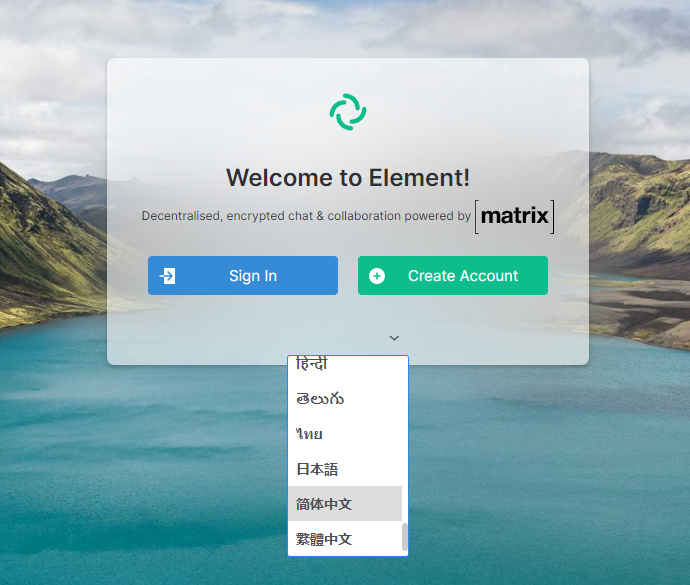 Welcome to Element!
Decentralised, encrypted chat & collaboration powered by [matrix]
Sign In
Create Account
हिन्दी
తెలుగు
ไทย
日本語
简体中文
繁體中文